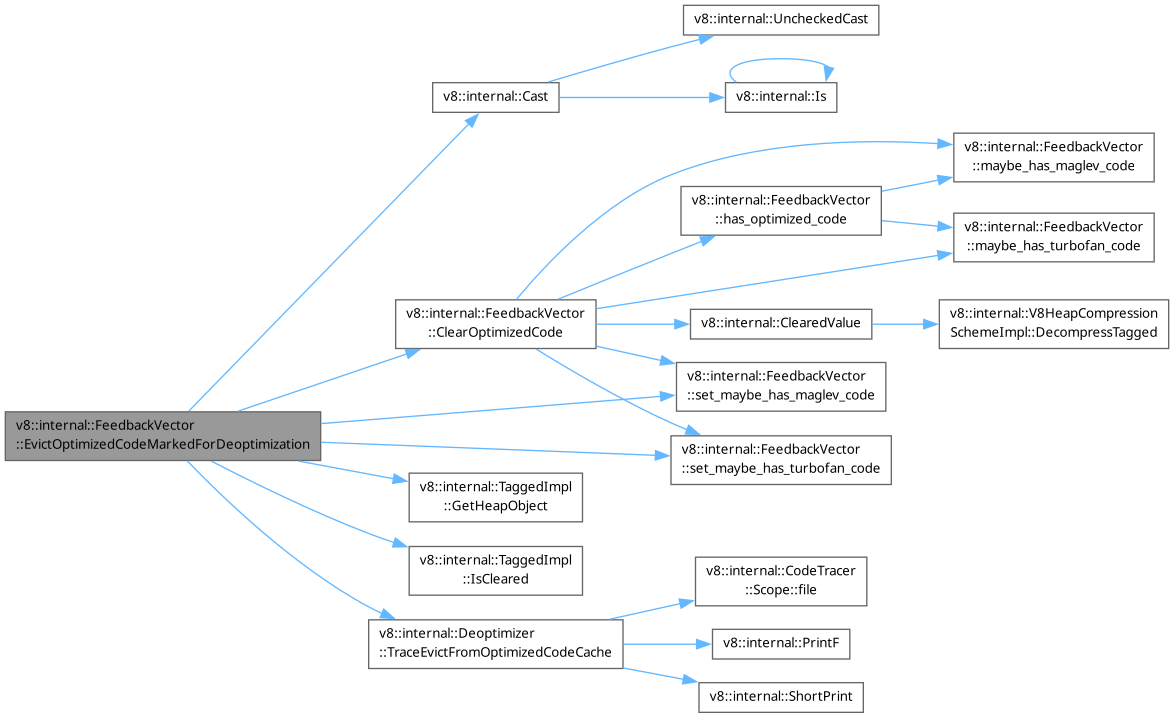 v8::internal::UncheckedCast
v8::internal::Cast
v8::internal::Is
v8::internal::FeedbackVector
::maybe_has_maglev_code
v8::internal::FeedbackVector
::has_optimized_code
v8::internal::FeedbackVector
::maybe_has_turbofan_code
v8::internal::FeedbackVector
::ClearOptimizedCode
v8::internal::ClearedValue
v8::internal::V8HeapCompression
SchemeImpl::DecompressTagged
v8::internal::FeedbackVector
::set_maybe_has_maglev_code
v8::internal::FeedbackVector
::EvictOptimizedCodeMarkedForDeoptimization
v8::internal::FeedbackVector
::set_maybe_has_turbofan_code
v8::internal::TaggedImpl
::GetHeapObject
v8::internal::TaggedImpl
::IsCleared
v8::internal::CodeTracer
::Scope::file
v8::internal::Deoptimizer
::TraceEvictFromOptimizedCodeCache
v8::internal::PrintF
v8::internal::ShortPrint